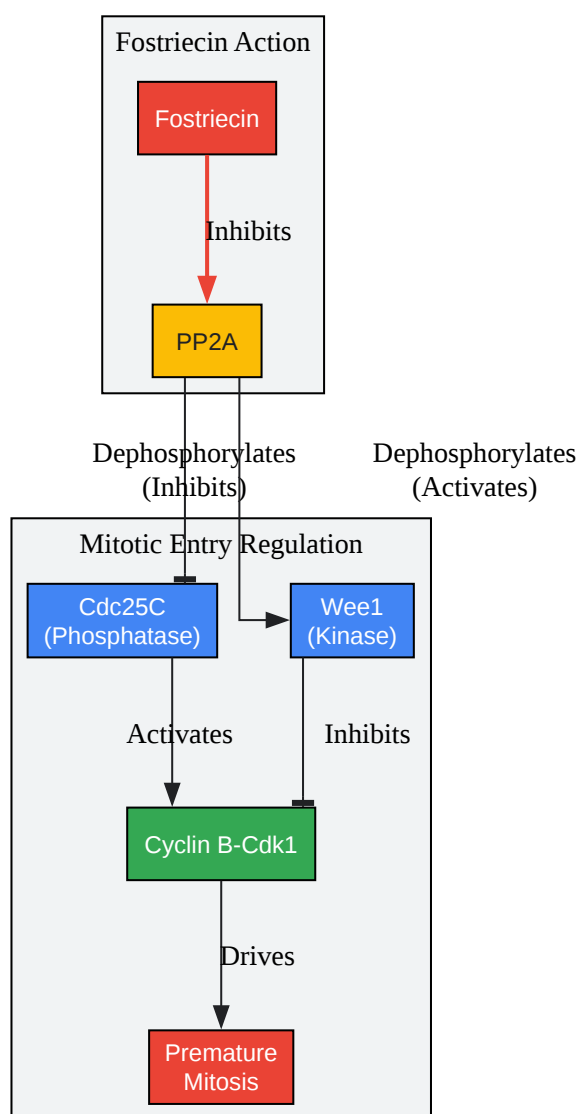 Fostriecin Action
Fostriecin
Inhibits
PP2A
Dephosphorylates
(Inhibits)
Dephosphorylates
(Activates)
Mitotic Entry Regulation
Cdc25C
(Phosphatase)
Wee1
(Kinase)
Activates
Inhibits
Cyclin B-Cdk1
Drives
Premature
Mitosis